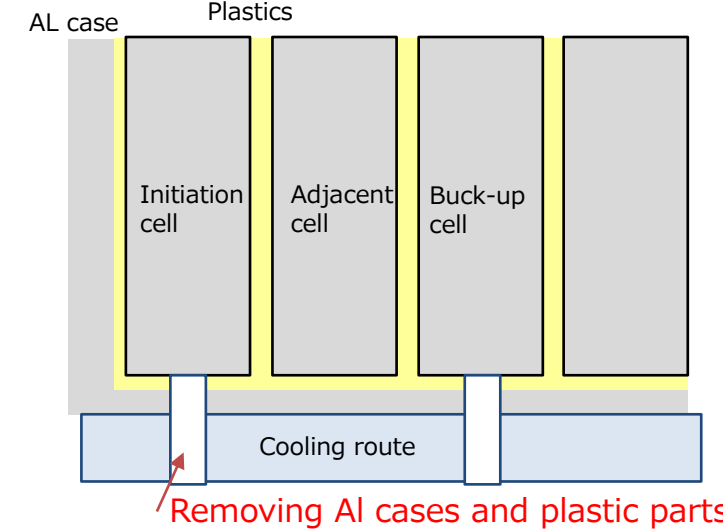 Plastics
AL case
Initiation
cell
Adjacent
cell
Buck-up
cell
Cooling route
Removing Al cases and plastic parts